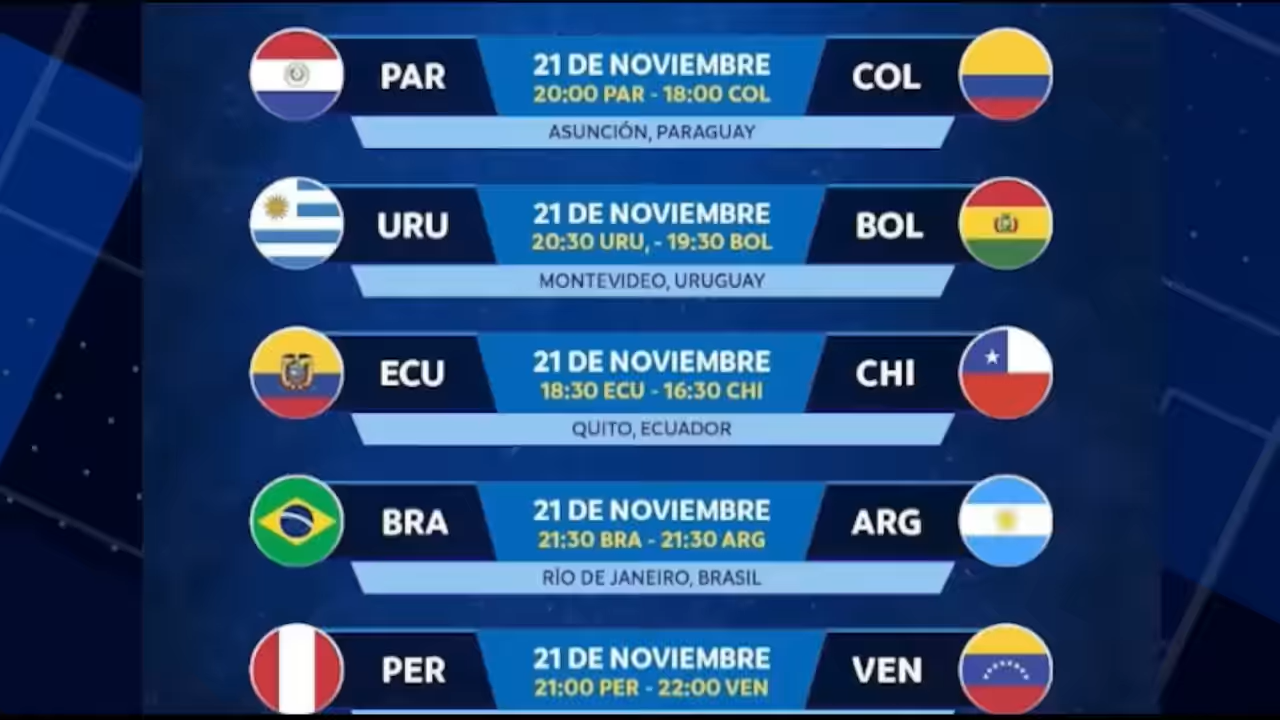 PAR 21 DE NOVIEMBRE COL
20:00 PAR - 18:00 COL
ASUNCIÓN, PARAGUAY
URU 21 DE NOVIEMBRE BOL
20:30 URU, - 19:30 BOL
MONTEVIDEO, URUGUAY
ECU 21 DE NOVIEMBRE CHI
18:30 ECU - 16:30 CHI
QUITO, ECUADOR
BRA 21 DE NOVIEMBRE ARG
21:30 BRA - 21:30 ARG
RÍO DE JANEIRO, BRASIL
PER 21 DE NOVIEMBRE VEN
21:00 PER - 22:00 VEN